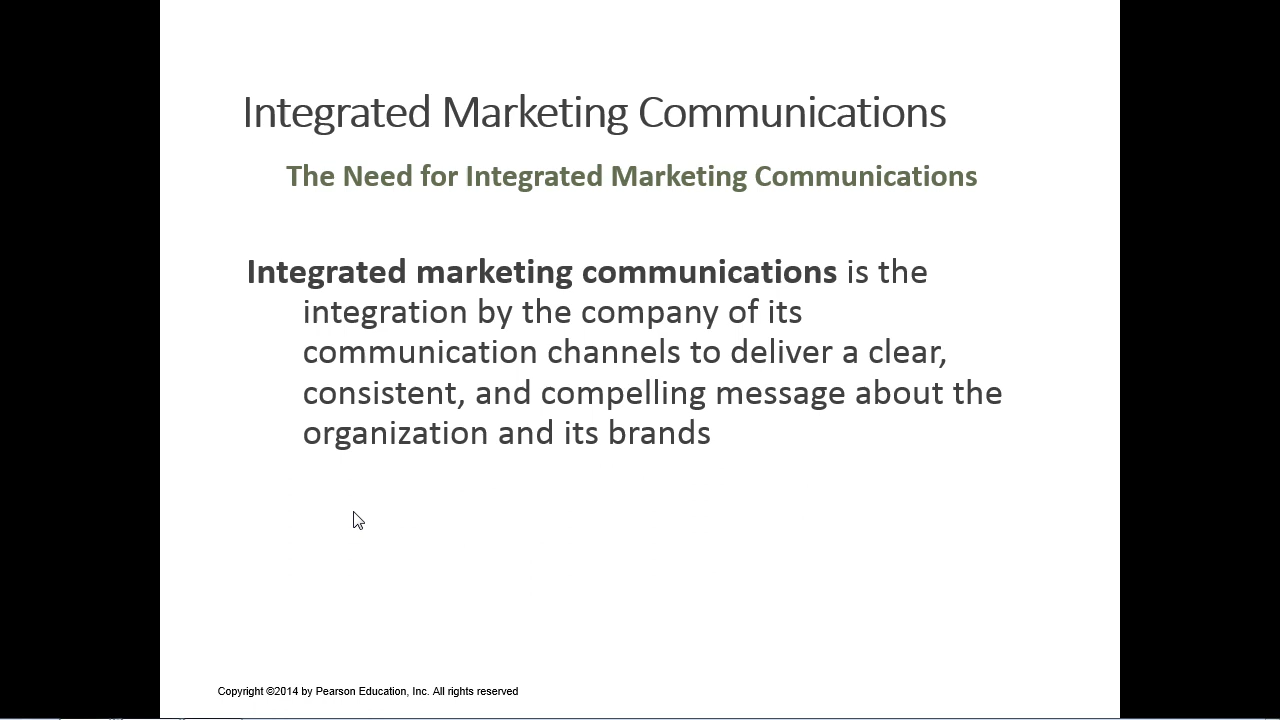 Integrated Marketing Communications
The Need for Integrated Marketing Communications
Integrated marketing communications is the
integration by the company of its
communication channels to deliver a clear,
consistent, and compelling message about the
organization and its brands
Copyright ©2014 by Pearson Education, Inc. All rights reserved